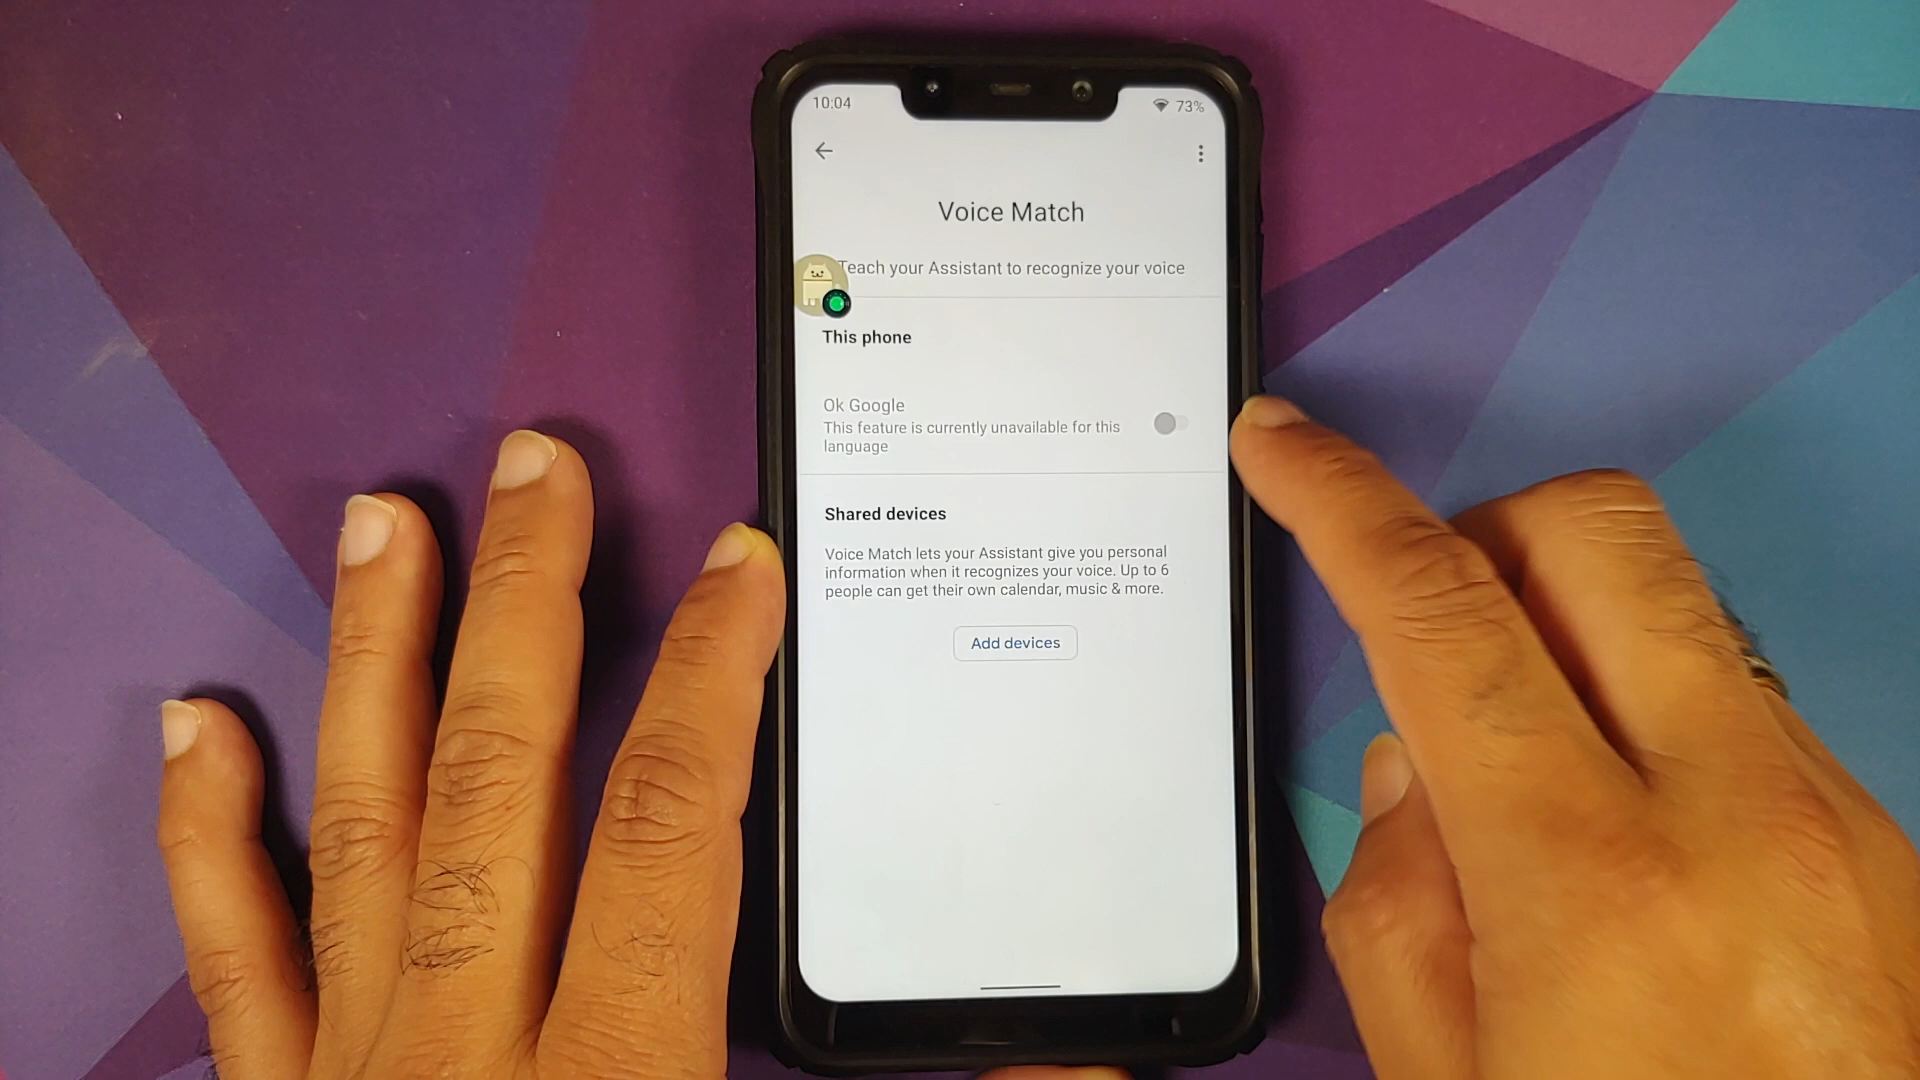 10:04
73%
Voice Match
Teach your Assistant to recognize your voice
This phone
Ok Google
This feature is currently unavailable for this
language
Shared devices
Voice Match lets your Assistant give you personal
information when it recognizes your voice. Up to 6
people can get their own calendar, music & more.
Add devices